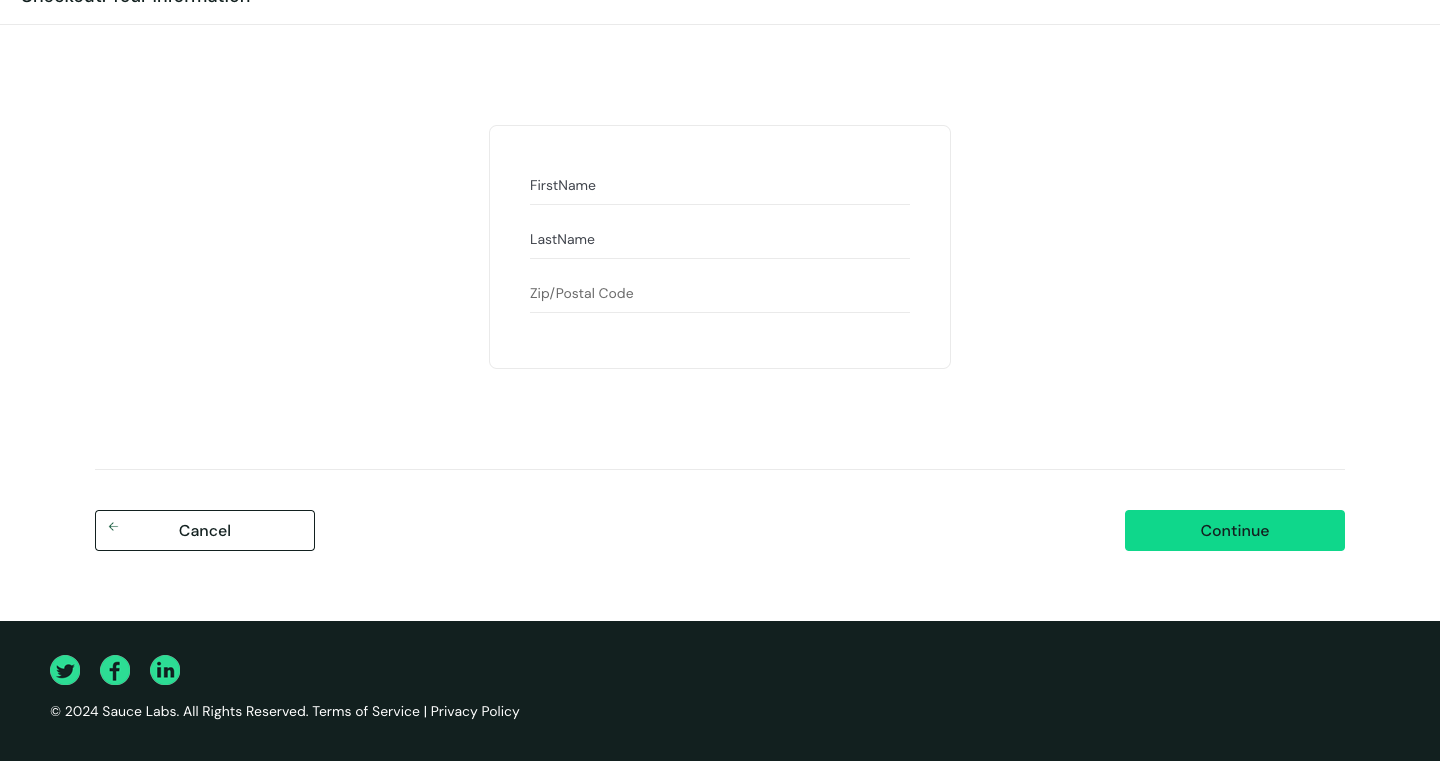 Checkout: Your Information
FirstName
LastName
Zip/Postal Code
Cancel
Continue
© 2024 Sauce Labs. All Rights Reserved. Terms of Service | Privacy Policy